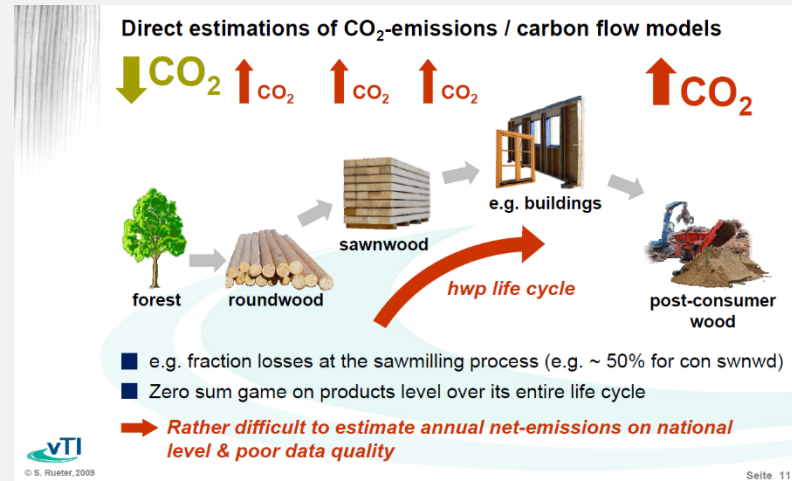 Direct estimations of CO₂-emissions / carbon flow models
CO₂
CO₂
CO₂
CO₂
CO₂
e.g. buildings
sawnwood
forest
roundwood
hwp life cycle
post-consumer
wood
e.g. fraction losses at the sawmilling process (e.g. ~ 50% for con swnwd)
Zero sum game on products level over its entire life cycle
Rather difficult to estimate annual net-emissions on national
level & poor data quality
vTI
© S. Rueter,2009
Seite 11